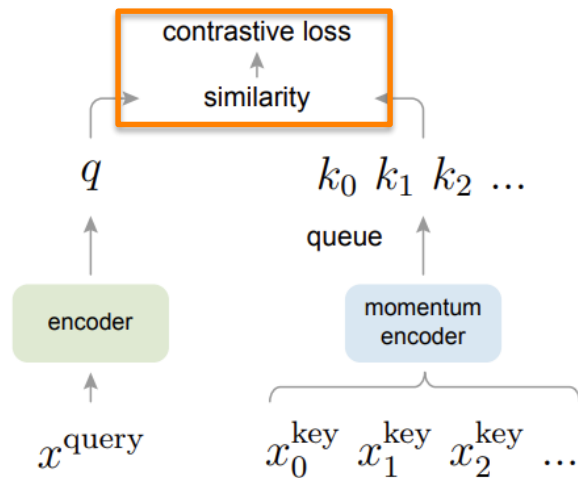 contrastive loss
similarity
q
k₀ k₁ k₂ ...
queue
encoder
momentum
encoder
x^query
x₀^key x₁^key x₂^key ...